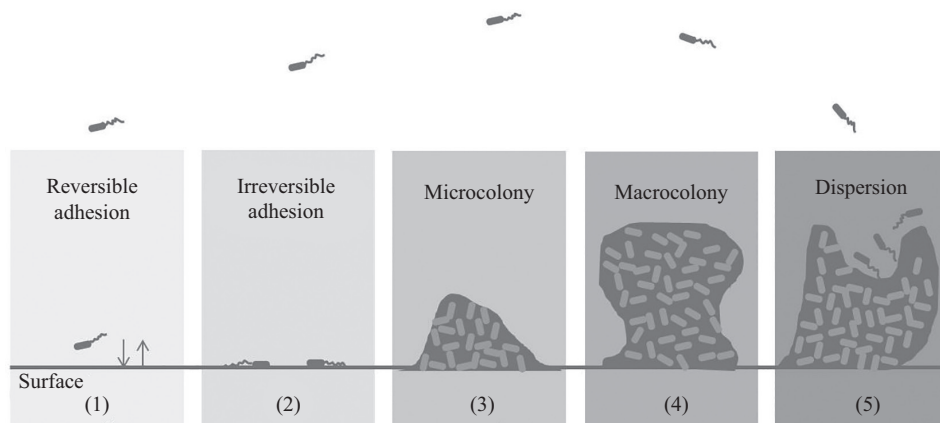 Reversible
adhesion
Irreversible
adhesion
Microcolony
Macrocolony
Dispersion
Surface
(1)
(2)
(3)
(4)
(5)